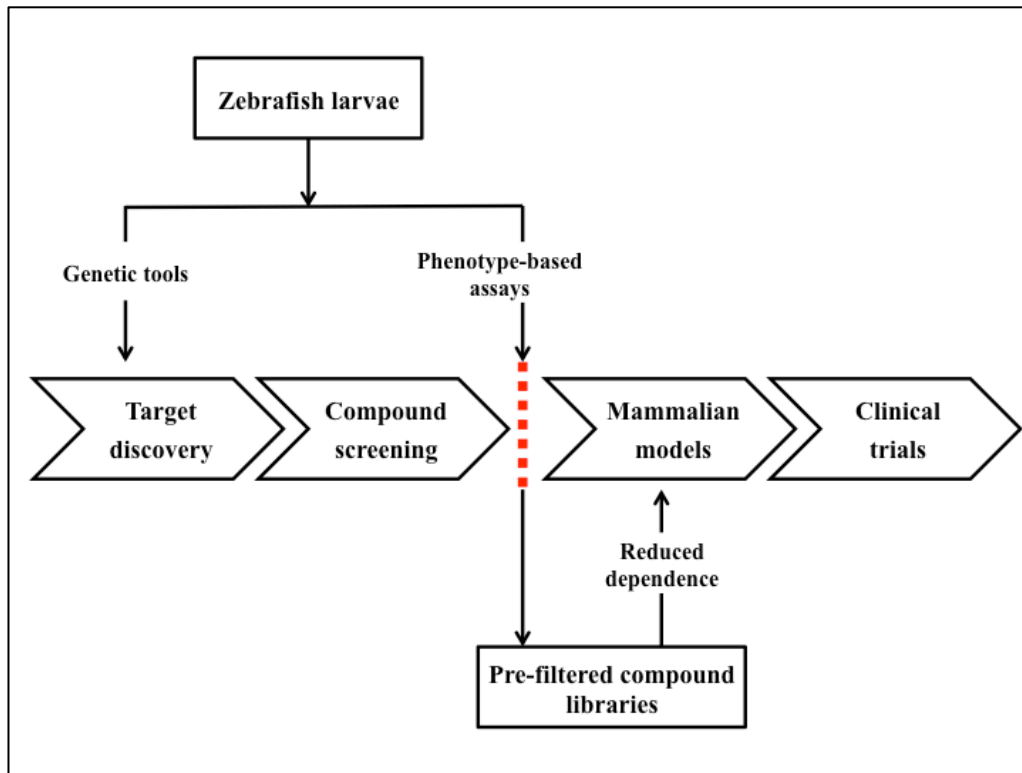 Zebrafish larvae
Genetic tools
Phenotype-based
assays
Target
discovery
Compound
screening
Mammalian
models
Clinical
trials
Reduced
dependence
Pre-filtered compound
libraries